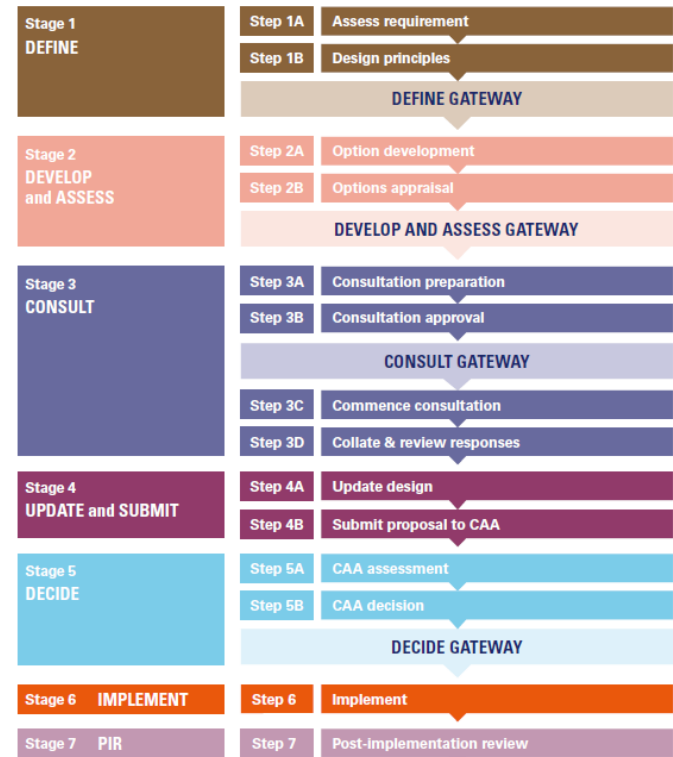 Stage 1
DEFINE
Step 1A Assess requirement
Step 1B Design principles
DEFINE GATEWAY
Stage 2
DEVELOP
and ASSESS
Step 2A Option development
Step 2B Options appraisal
DEVELOP AND ASSESS GATEWAY
Stage 3
CONSULT
Step 3A Consultation preparation
Step 3B Consultation approval
CONSULT GATEWAY
Step 3C Commence consultation
Step 3D Collate & review responses
Stage 4
UPDATE and SUBMIT
Step 4A Update design
Step 4B Submit proposal to CAA
Stage 5
DECIDE
Step 5A CAA assessment
Step 5B CAA decision
DECIDE GATEWAY
Stage 6 IMPLEMENT Step 6 Implement
Stage 7 PIR Step 7 Post-implementation review